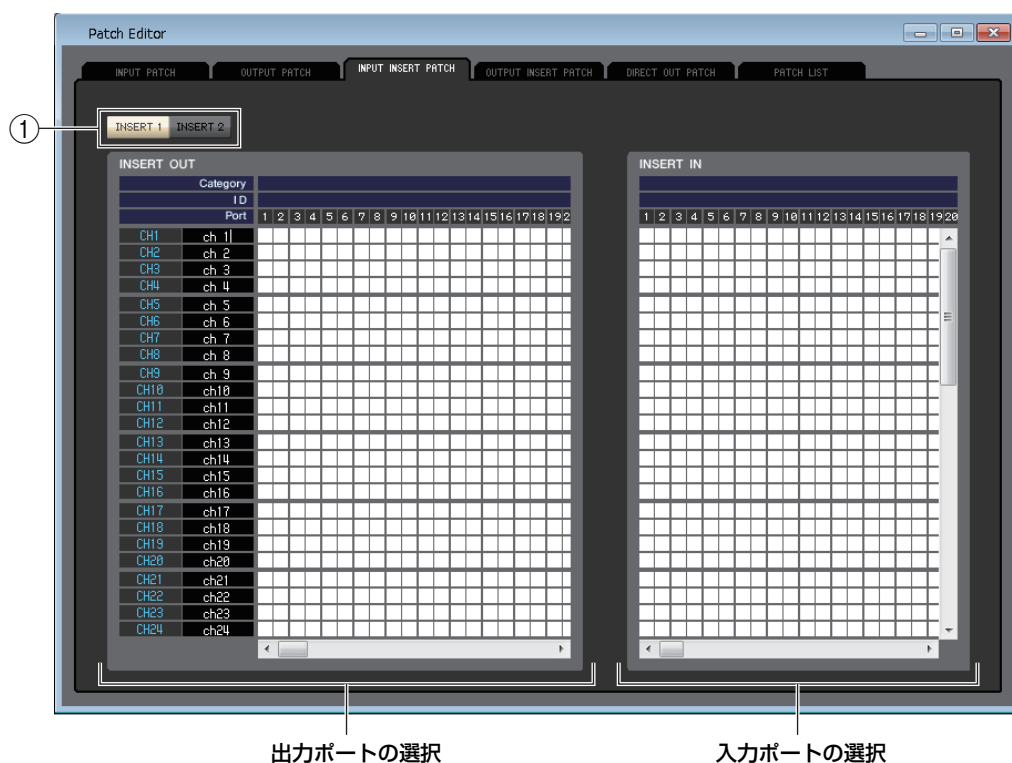 Patch Editor
INPUT PATCH OUTPUT PATCH INPUT INSERT PATCH OUTPUT INSERT PATCH DIRECT OUT PATCH PATCH LIST
① INSERT 1 INSERT 2
INSERT OUT INSERT IN
Category
ID
Port 1 2 3 4 5 6 7 8 9 10 11 12 13 14 15 16 17 18 19 2 1 2 3 4 5 6 7 8 9 10 11 12 13 14 15 16 17 18 19 20
CH1 ch 1
CH2 ch 2
CH3 ch 3
CH4 ch 4
CH5 ch 5
CH6 ch 6
CH7 ch 7
CH8 ch 8
CH9 ch 9
CH10 ch10
CH11 ch11
CH12 ch12
CH13 ch13
CH14 ch14
CH15 ch15
CH16 ch16
CH17 ch17
CH18 ch18
CH19 ch19
CH20 ch20
CH21 ch21
CH22 ch22
CH23 ch23
CH24 ch24
出力ポートの選択 入力ポートの選択